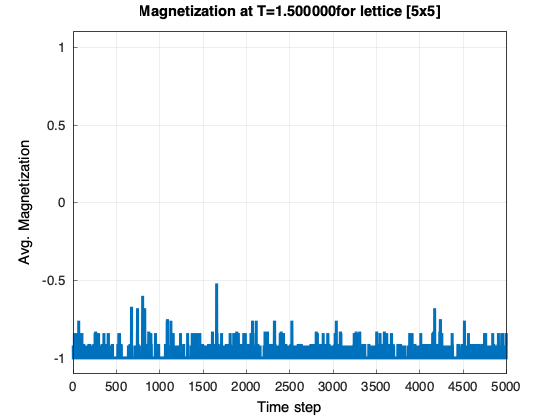 Magnetization at T=1.500000for lettice [5x5]
1
0.5
0
-0.5
-1
Avg. Magnetization
0 500 1000 1500 2000 2500 3000 3500 4000 4500 5000
Time step